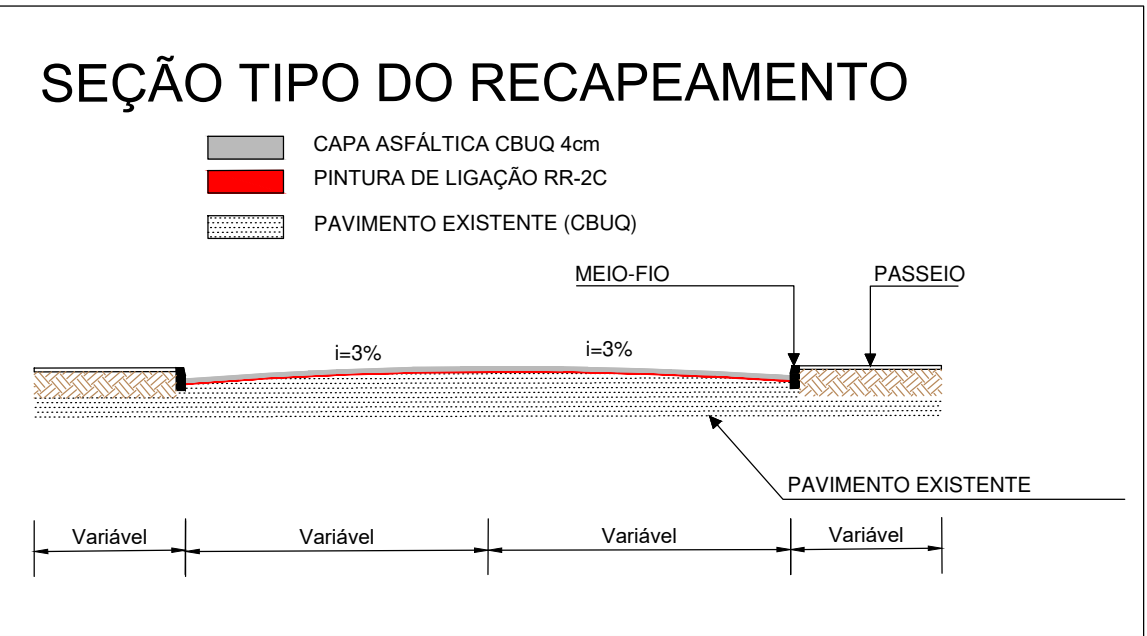 SEÇÃO TIPO DO RECAPEAMENTO
CAPA ASFÁLTICA CBUQ 4cm
PINTURA DE LIGAÇÃO RR-2C
PAVIMENTO EXISTENTE (CBUQ)
MEIO-FIO
PASSEIO
i=3%
i=3%
PAVIMENTO EXISTENTE
Variável
Variável
Variável
Variável